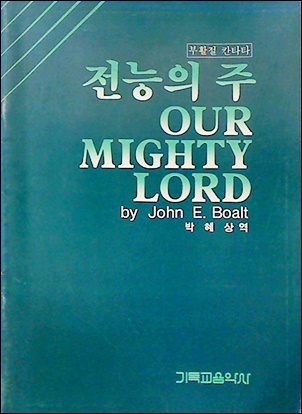 부활절 칸타타
전능의 주
OUR
MIGHTY
LORD
by John E. Boalt
박혜상역
기독교음악사